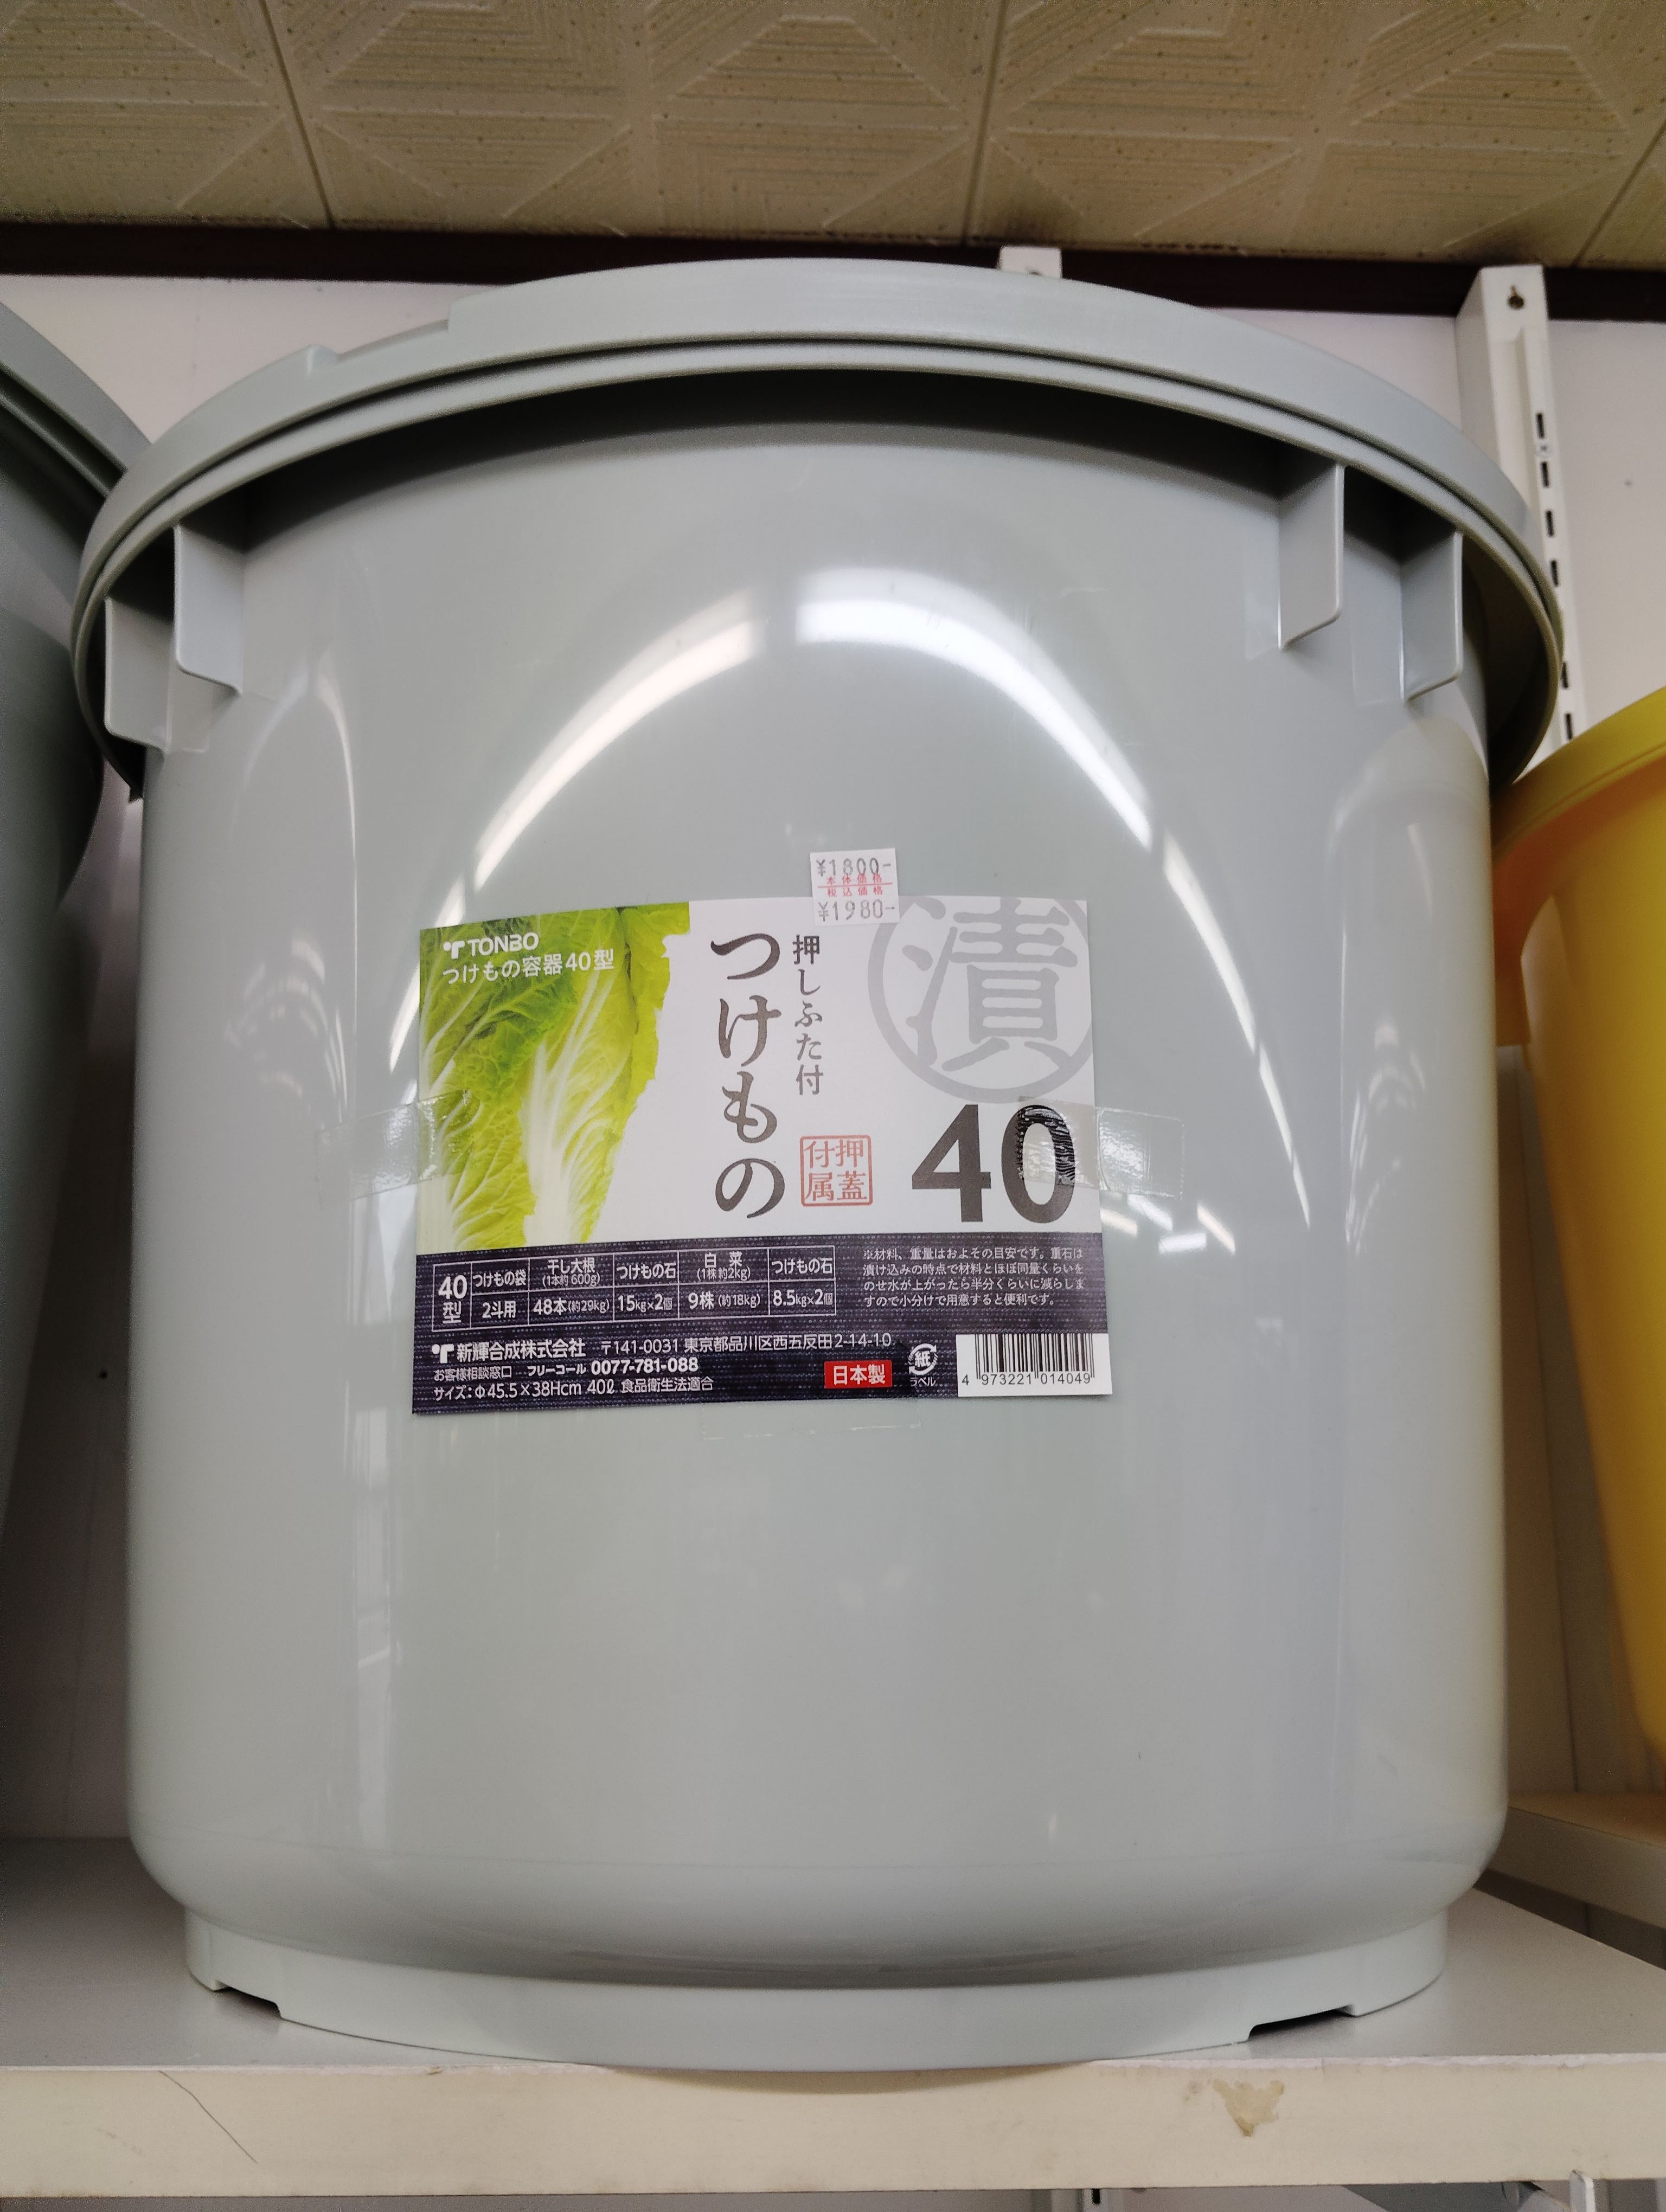 ¥1800-
本体価格
税込価格
¥1980-
TONBO
つけもの容器40型
押しふた付
つけもの
漬
押蓋
付属
40
40型
つけもの袋
干し大根
(1本約600g)
つけもの石
白菜
(1株約2kg)
つけもの石
2斗用
48本(約29kg)
15kg×2個
9株(約18kg)
8.5kg×2個
※材料、重量はおよその目安です。重石は
漬け込みの時点で材料とほぼ同量くらいを
のせ水が上がったら半分くらいに減らしま
すので小分けで用意すると便利です。
新輝合成株式会社 〒141-0031 東京都品川区西五反田2-14-10
お客様相談窓口 フリーコール 0077-781-088
サイズ:Φ45.5×38Hcm 40ℓ 食品衛生法適合
日本製
紙
ラベル
4 973221 014049